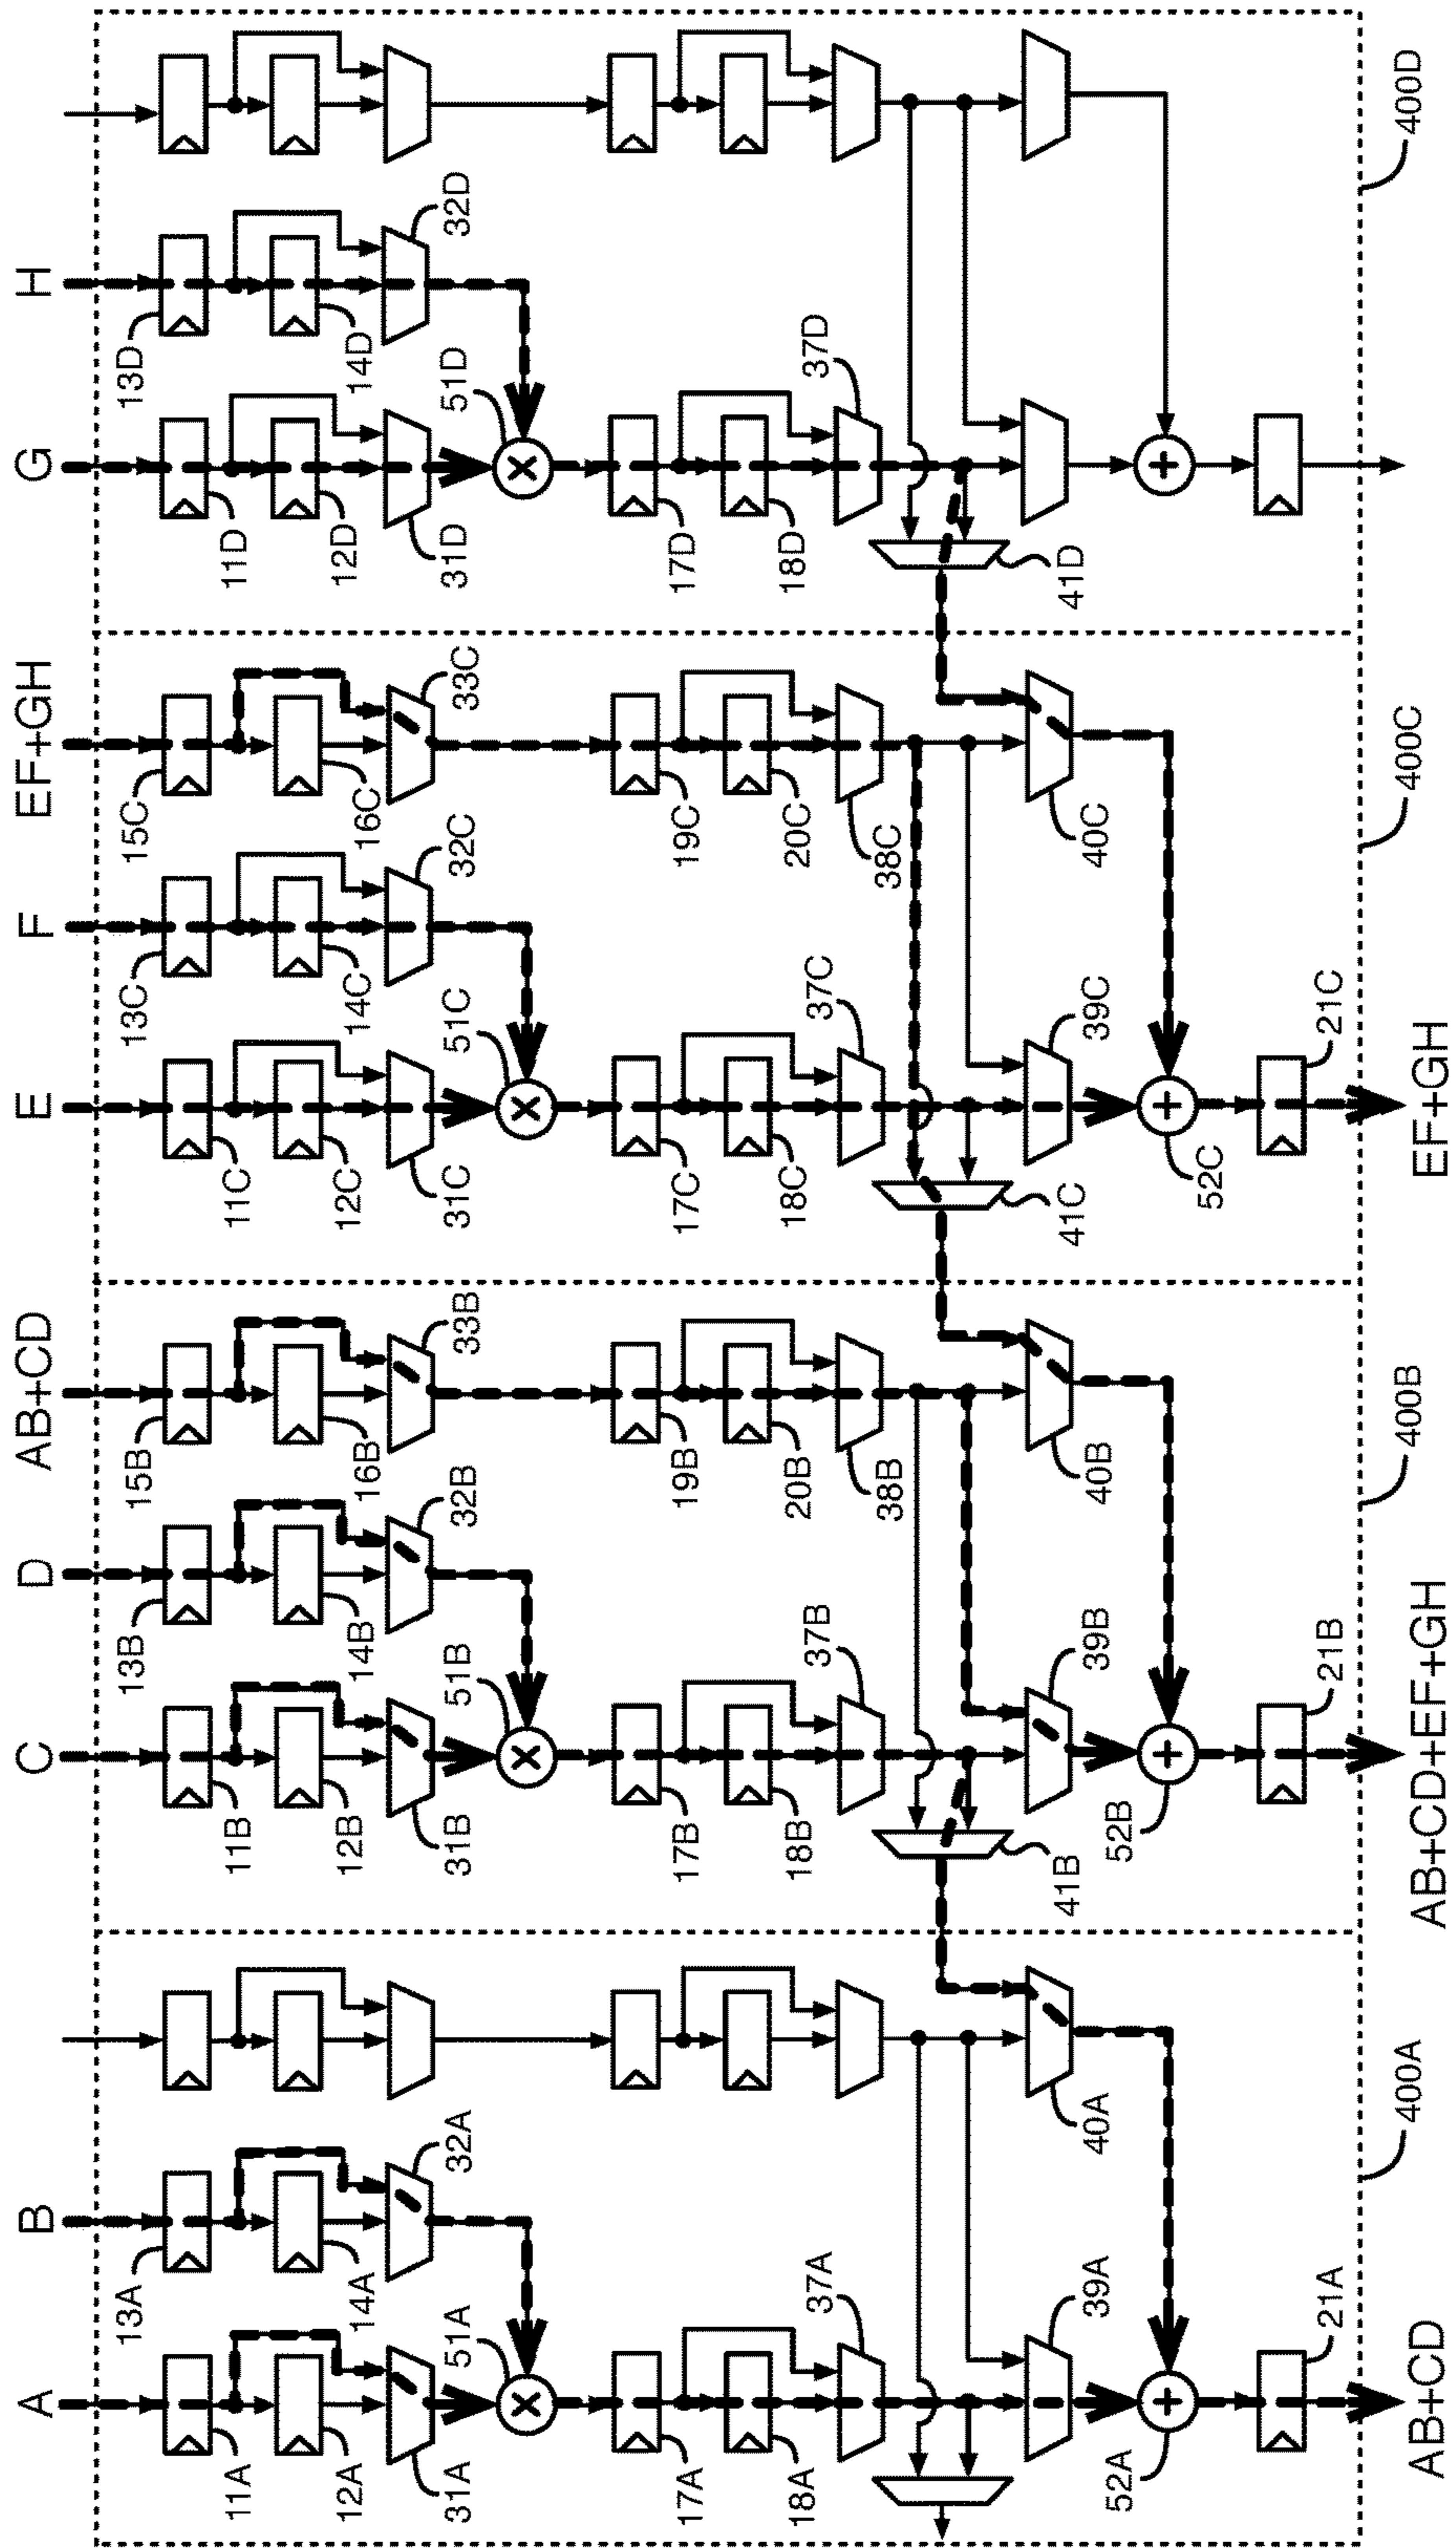 A B C D AB+CD E F EF+GH G H
13A 13B 15B 13C 15C 13D
11A 11B 11C 11D
12A 14A 12B 14B 16B 12C 14C 16C 12D 14D
31A 51A 32A 31B 51B 32B 33B 31C 51C 32C 33C 31D 51D 32D
17A 17B 19B 17C 19C 17D
18A 18B 20B 18C 20C 18D
37A 37B 37C 37D
38B 38C
41B 41C 41D
39A 40A 39B 40B 39C 40C
52A 52B 52C
21A 21B 21C
400A 400B 400C 400D
AB+CD AB+CD+EF+GH EF+GH